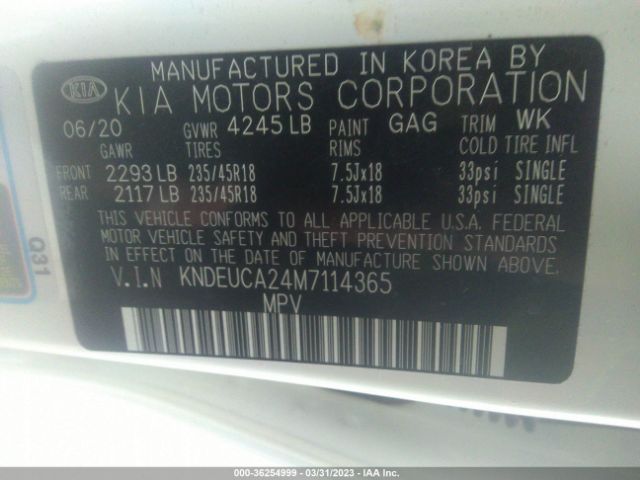 MANUFACTURED IN KOREA BY
KIA KIA MOTORS CORPORATION
06/20 GVWR 4245 LB PAINT GAG TRIM WK
GAWR TIRES RIMS COLD TIRE INFL
FRONT 2293 LB 235/45R18 7.5Jx18 33psi SINGLE
REAR 2117 LB 235/45R18 7.5Jx18 33psi SINGLE
THIS VEHICLE CONFORMS TO ALL APPLICABLE U.S.A. FEDERAL
MOTOR VEHICLE SAFETY AND THEFT PREVENTION STANDARDS
IN EFFECT ON THE DATE OF MANUFACTURE SHOWN ABOVE.
V.I.N KNDEUCA24M7114365
MPV
Q31
000-36254999 - 03/31/2023 - IAA Inc.